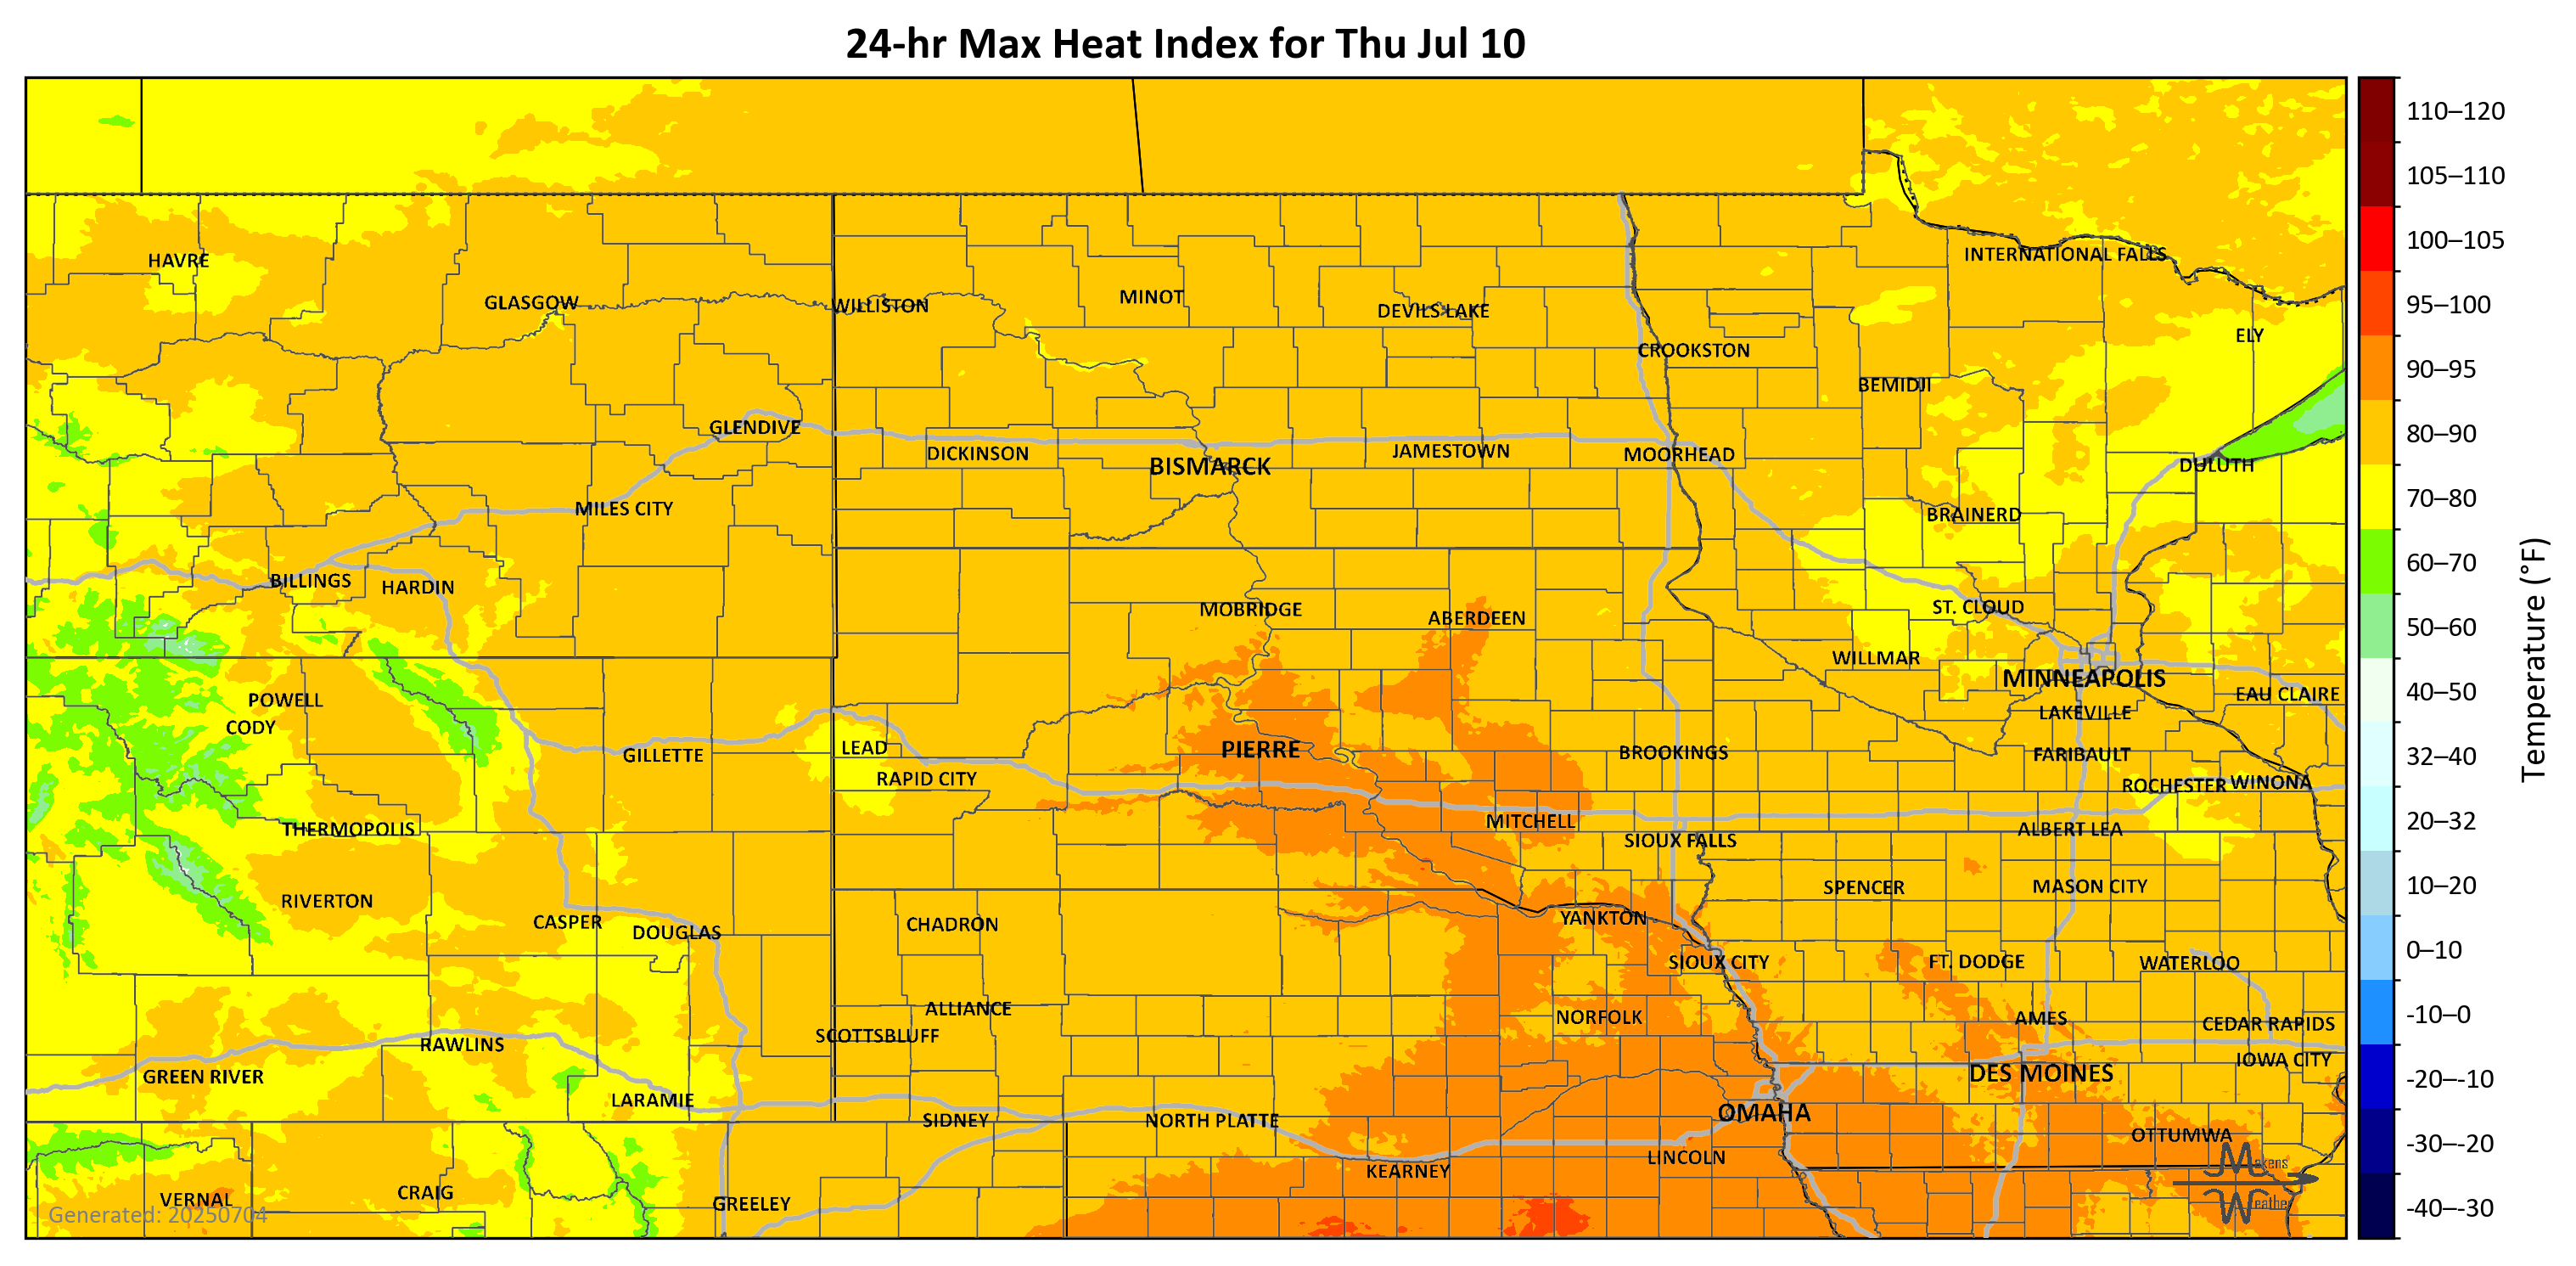 24-hr Max Heat Index for Thu Jul 10
110–120
105–110
100–105
95–100
90–95
80–90
70–80
60–70
50–60
40–50
32–40
20–32
10–20
0–10
-10–0
-20–-10
-30–-20
-40–-30
Temperature (°F)
HAVRE
GLASGOW
WILLISTON
MINOT
DEVILS LAKE
INTERNATIONAL FALLS
ELY
CROOKSTON
BEMIDJI
GLENDIVE
DICKINSON
BISMARCK
JAMESTOWN
MOORHEAD
DULUTH
MILES CITY
BRAINERD
BILLINGS
HARDIN
MOBRIDGE
ABERDEEN
ST. CLOUD
WILLMAR
MINNEAPOLIS
EAU CLAIRE
POWELL
CODY
LAKEVILLE
GILLETTE
LEAD
PIERRE
BROOKINGS
FARIBAULT
RAPID CITY
ROCHESTER
WINONA
THERMOPOLIS
MITCHELL
SIOUX FALLS
ALBERT LEA
RIVERTON
SPENCER
MASON CITY
CASPER
DOUGLAS
CHADRON
YANKTON
SIOUX CITY
FT. DODGE
WATERLOO
ALLIANCE
NORFOLK
AMES
CEDAR RAPIDS
SCOTTSBLUFF
RAWLINS
IOWA CITY
GREEN RIVER
DES MOINES
LARAMIE
SIDNEY
NORTH PLATTE
OMAHA
OTTUMWA
KEARNEY
LINCOLN
VERNAL
CRAIG
GREELEY
Makens
Weather
Generated: 20250704